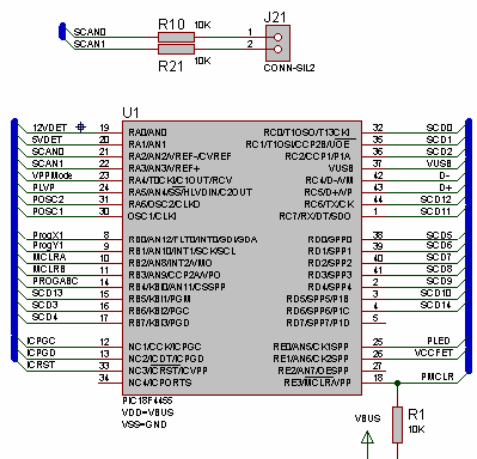 SCAN0 R10 10K 1 J21
SCAN1 R21 10K 2
CONN-SIL2
U1
12VDET 19 RA0/AN0 RC0/T1OSO/T13CKI 32 SCD0
5VDET 20 RA1/AN1 RC1/T1OSI/CCP2B/UOE 35 SCD1
SCAN0 21 RA2/AN2/VREF-/CVREF RC2/CCP1/P1A 36 SCD2
SCAN1 22 RA3/AN3/VREF+ VUSB 37 VUSB
VPPMode 23 RA4/T0CKI/C1OUT/RCV RC4/D-/VM 42 D-
PLVP 24 RA5/AN4/SS/HLVDIN/C2OUT RC5/D+/VP 43 D+
POSC2 31 RA6/OSC2/CLKO RC6/TX/CK 44 SCD12
POSC1 30 OSC1/CLKI RC7/RX/DT/SDO 1 SCD11
ProgX1 8 RB0/AN12/FLT0/INT0/SDI/SDA RD0/SPP0 38 SCD5
ProgY1 9 RB1/AN10/INT1/SCK/SCL RD1/SPP1 39 SCD6
MCLRA 10 RB2/AN8/INT2/VMO RD2/SPP2 40 SCD7
MCLRB 11 RB3/AN9/CCP2A/VPO RD3/SPP3 41 SCD8
PROGABC 14 RB4/KBI0/AN11/CSSPP RD4/SPP4 2 SCD9
SCD13 15 RB5/KBI1/PGM RD5/SPP5/P1B 3 SCD10
SCD3 16 RB6/KBI2/PGC RD6/SPP6/P1C 4 SCD14
SCD4 17 RB7/KBI3/PGD RD7/SPP7/P1D 5
ICPGC 12 NC1/CCK/ICPGC RE0/AN5/CK1SPP 25 PLED
ICPGD 13 NC2/ICDT/ICPGD RE1/AN6/CK2SPP 26 VCCFET
ICRST 33 NC3/ICRST/ICVPP RE2/AN7/OESPP 27
34 NC4/ICPORTS RE3/MCLR/VPP 18 PMCLR
PIC18F4455
VDD=VBUS
VSS=GND
VBUS R1
10K